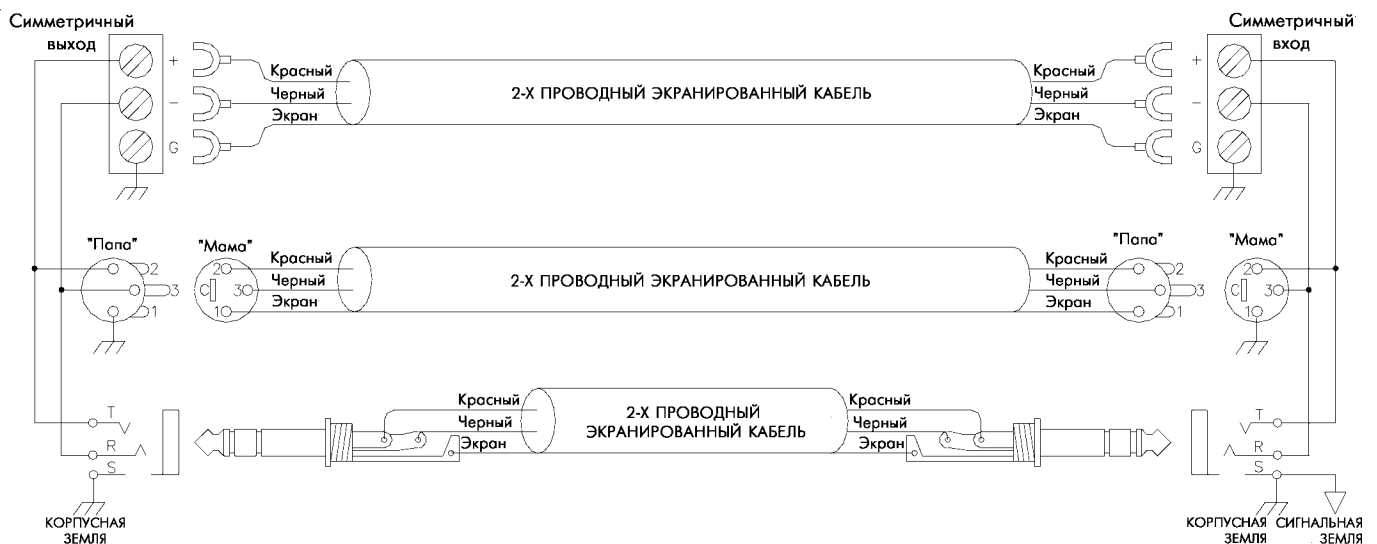 Симметричный
выход
Симметричный
вход
+
Красный
Красный
+
−
Черный
2-Х ПРОВОДНЫЙ ЭКРАНИРОВАННЫЙ КАБЕЛЬ
Черный
−
G
Экран
Экран
G
"Папа"
"Мама"
"Папа"
"Мама"
2
2
Красный
Красный
2
2
3
С
3
Черный
2-Х ПРОВОДНЫЙ ЭКРАНИРОВАННЫЙ КАБЕЛЬ
Черный
3
С
3
1
1
Экран
Экран
1
1
Красный
Красный
T
Черный
2-Х ПРОВОДНЫЙ
ЭКРАНИРОВАННЫЙ КАБЕЛЬ
Черный
T
R
Экран
Экран
R
S
S
КОРПУСНАЯ
ЗЕМЛЯ
КОРПУСНАЯ
ЗЕМЛЯ
СИГНАЛЬНАЯ
ЗЕМЛЯ